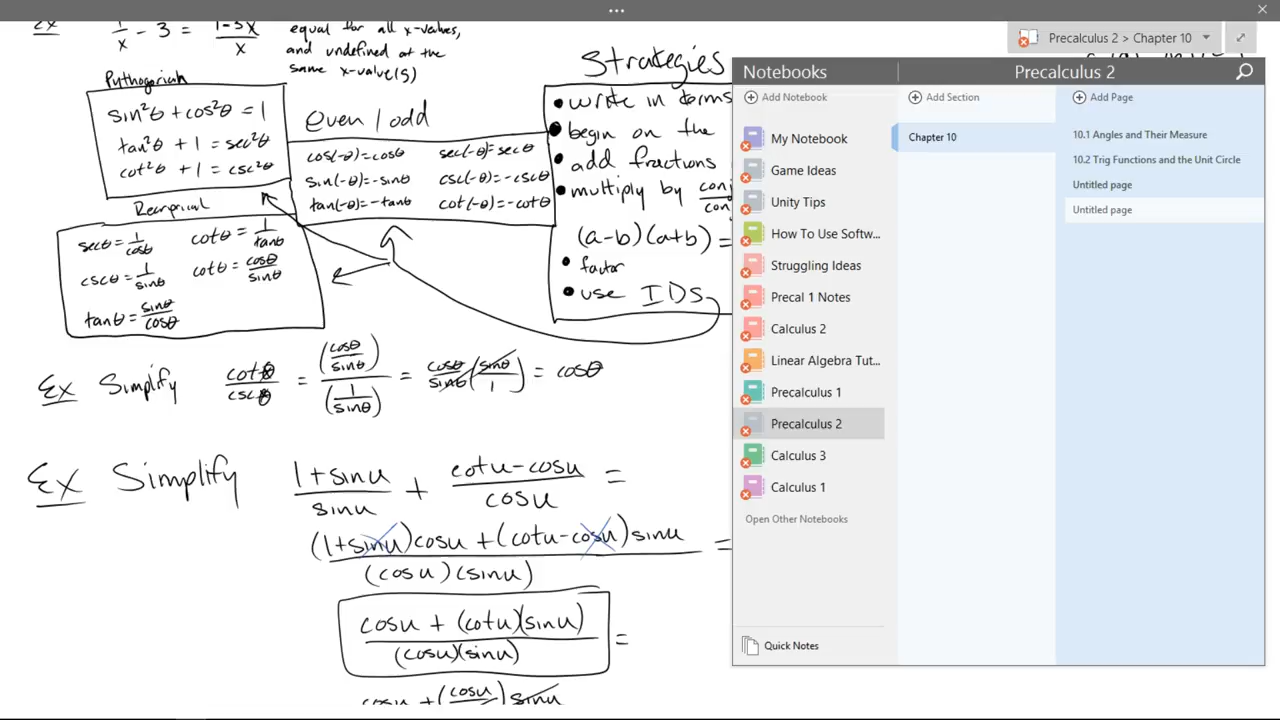 Ex 1/x - 3 = (1-3x)/x
equal for all x-values,
and undefined at the
same x-value(s)
Pythagorean
sin²θ + cos²θ = 1
tan²θ + 1 = sec²θ
cot²θ + 1 = csc²θ
even/odd
cos(-θ)=cosθ sec(-θ)=secθ
sin(-θ)=-sinθ csc(-θ)=-cscθ
tan(-θ)=-tanθ cot(-θ)=-cotθ
Reciprical
secθ = 1/cosθ cotθ = 1/tanθ
cscθ = 1/sinθ cotθ = cosθ/sinθ
tanθ = sinθ/cosθ
Strategies
• write in terms
• begin on the
• add fractions
• multiply by
(a-b)(a+b) =
• factor
• use IDS
Ex Simplify cotθ/cscθ = (cosθ/sinθ)/(1/sinθ) = cosθ/sinθ (sinθ/1) = cosθ
Ex Simplify (1+sinu)/sinu + (cotu-cosu)/cosu =
((1+sinu)cosu + (cotu-cosu)sinu)/((cosu)(sinu)) =
(cosu + (cotu)(sinu))/((cosu)(sinu)) =
cosu + (cosu/ )sinu
Precalculus 2 > Chapter 10
Notebooks
Precalculus 2
Add Notebook
Add Section
Add Page
My Notebook
Game Ideas
Unity Tips
How To Use Softw...
Struggling Ideas
Precal 1 Notes
Calculus 2
Linear Algebra Tut...
Precalculus 1
Precalculus 2
Calculus 3
Calculus 1
Open Other Notebooks
Quick Notes
Chapter 10
10.1 Angles and Their Measure
10.2 Trig Functions and the Unit Circle
Untitled page
Untitled page